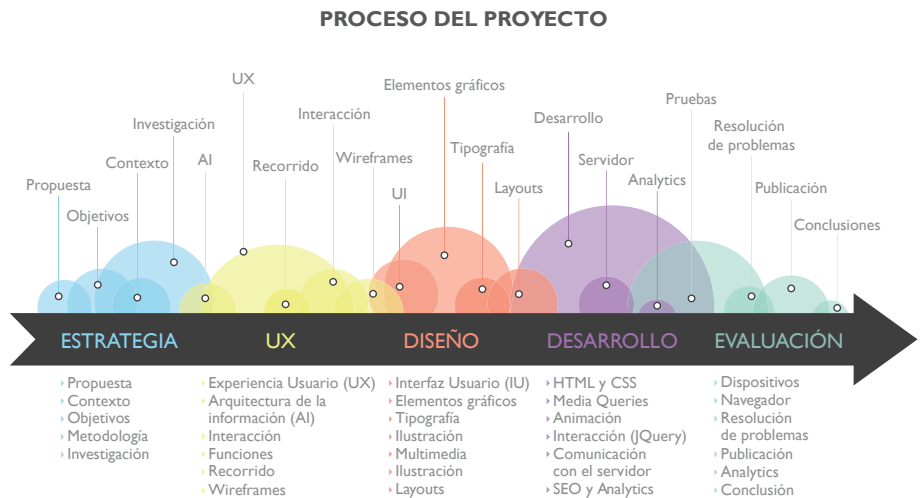 PROCESO DEL PROYECTO
UX
Elementos gráficos
Interacción
Pruebas
Investigación
Desarrollo
Resolución
de problemas
Contexto
AI
Recorrido
Wireframes
Tipografía
Servidor
Propuesta
UI
Layouts
Analytics
Publicación
Objetivos
Conclusiones
ESTRATEGIA
UX
DISEÑO
DESARROLLO
EVALUACIÓN
Propuesta
Contexto
Objetivos
Metodología
Investigación
Experiencia Usuario (UX)
Arquitectura de la
información (AI)
Interacción
Funciones
Recorrido
Wireframes
Interfaz Usuario (IU)
Elementos gráficos
Tipografía
Ilustración
Multimedia
Ilustración
Layouts
HTML y CSS
Media Queries
Animación
Interacción (JQuery)
Comunicación
con el servidor
SEO y Analytics
Dispositivos
Navegador
Resolución
de problemas
Publicación
Analytics
Conclusión